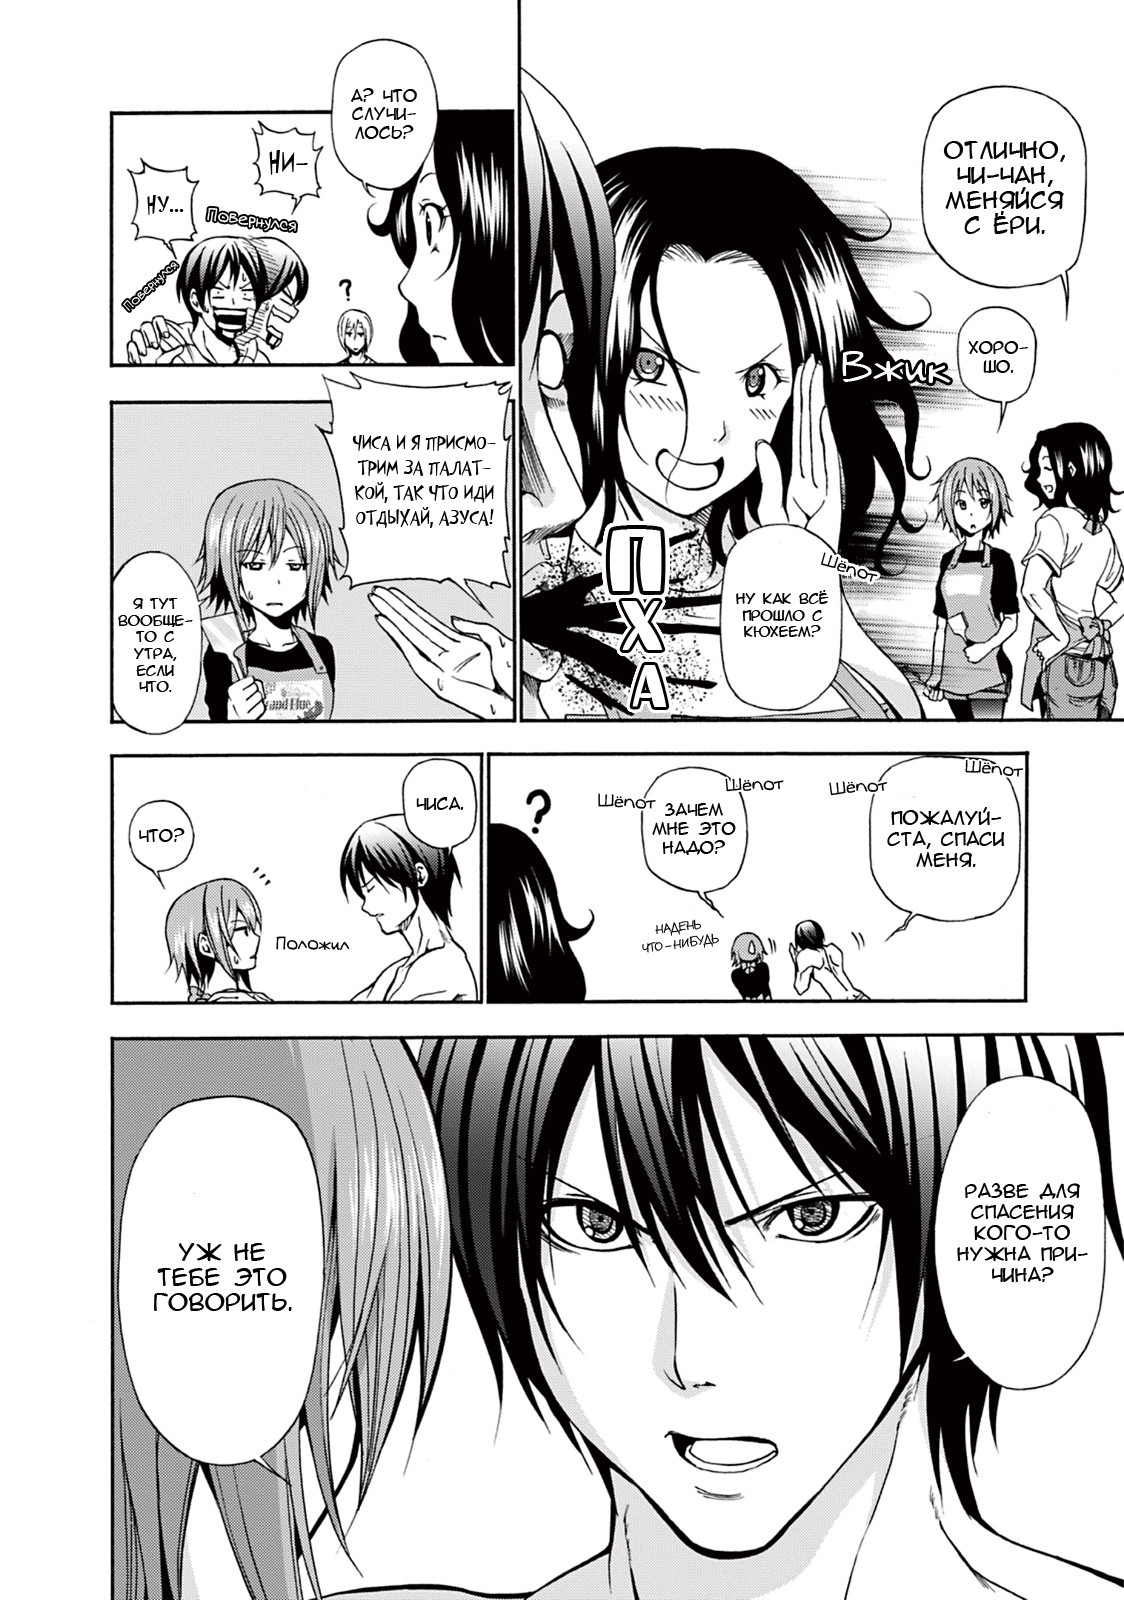 ОТЛИЧНО,
ЧИ-ЧАН,
МЕНЯЙСЯ
С ЁРИ.
ХОРО-
ШО.
Вжик
Шёпот
НУ КАК ВСЁ
ПРОШЛО С
КЮХЕЕМ?
ПХА
А? ЧТО
СЛУЧИ-
ЛОСЬ?
НИ-
Повернулся
НУ...
Повернулся
?
ЧИСА И Я ПРИСМО-
ТРИМ ЗА ПАЛАТ-
КОЙ, ТАК ЧТО ИДИ
ОТДЫХАЙ, АЗУСА!
Я ТУТ
ВООБЩЕ-
ТО С
УТРА,
ЕСЛИ
ЧТО.
Шёпот
Шёпот
ПОЖАЛУЙ-
СТА, СПАСИ
МЕНЯ.
Шёпот
Шёпот
ЗАЧЕМ
МНЕ ЭТО
НАДО?
НАДЕНЬ
ЧТО-НИБУДЬ
?
ЧИСА.
ЧТО?
Положил
РАЗВЕ ДЛЯ
СПАСЕНИЯ
КОГО-ТО
НУЖНА ПРИ-
ЧИНА?
УЖ НЕ
ТЕБЕ ЭТО
ГОВОРИТЬ.